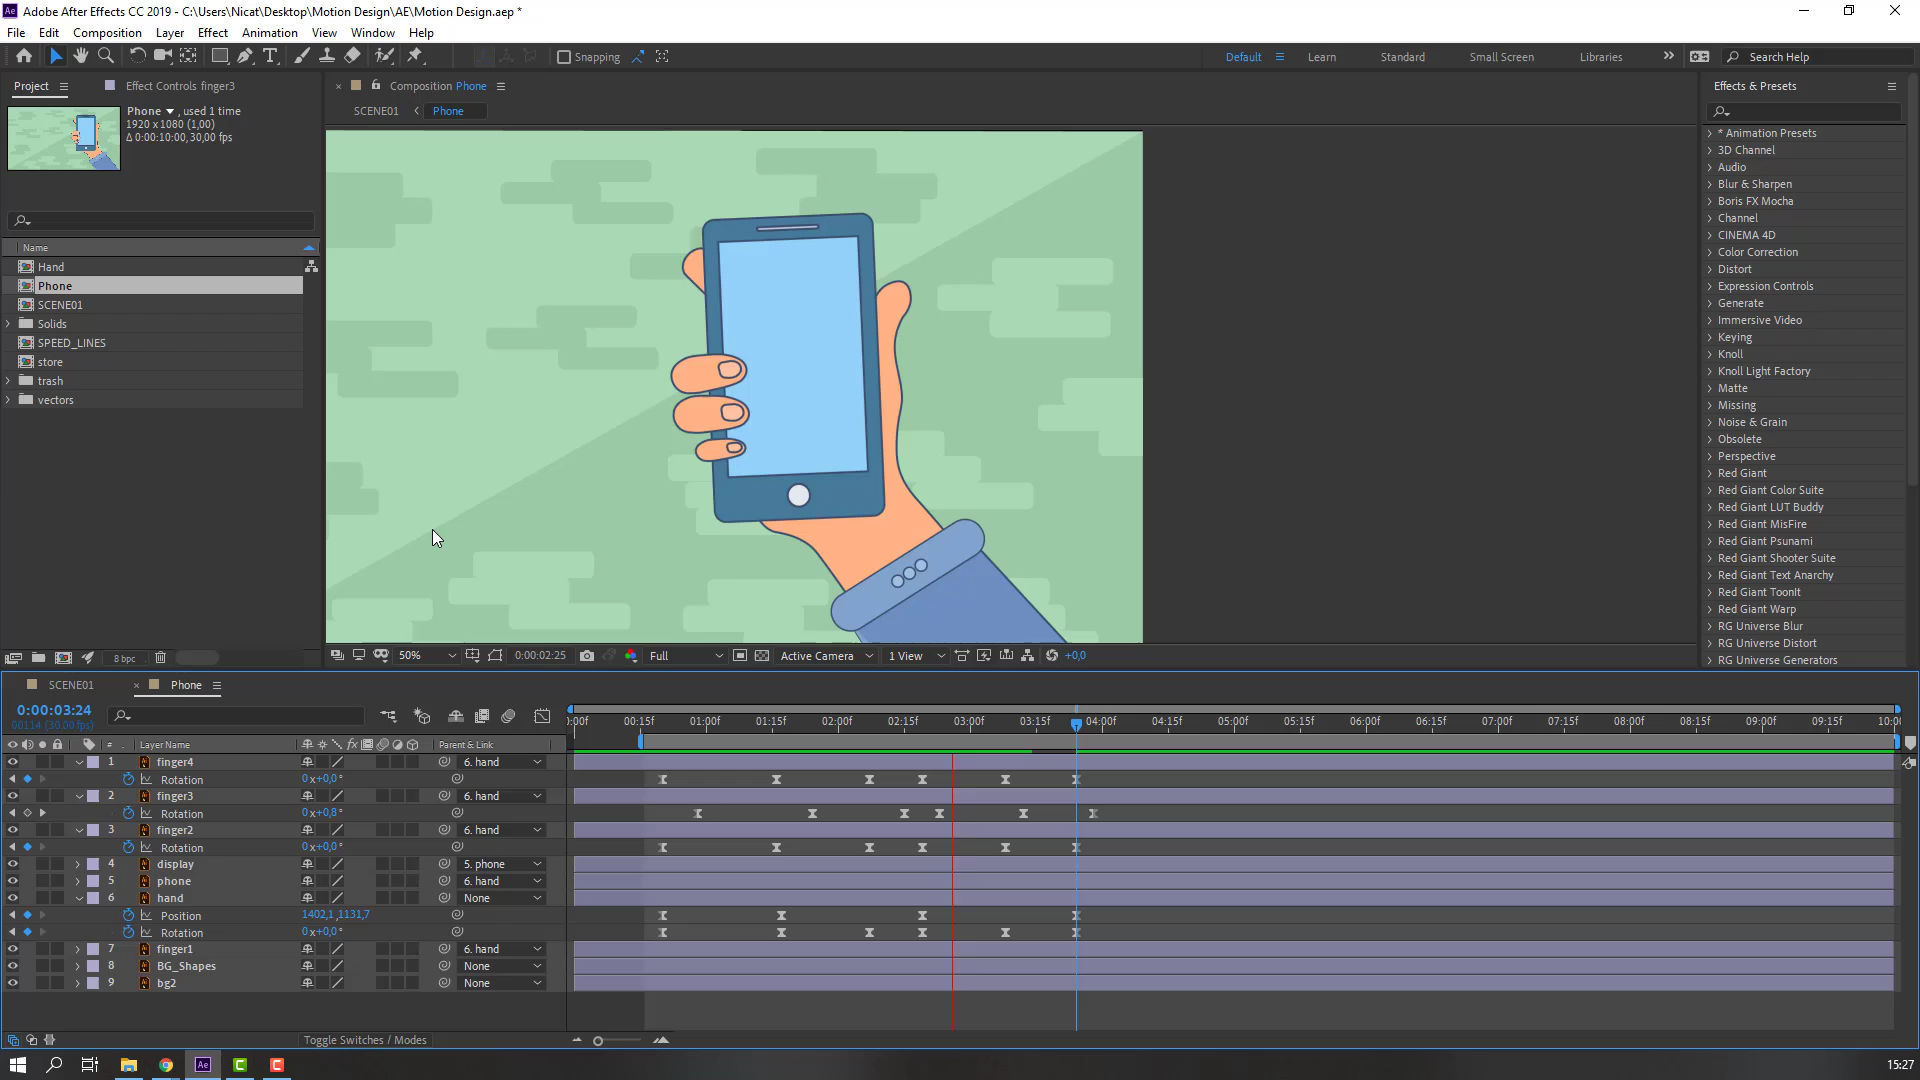 Adobe After Effects CC 2019 - C:\Users\Nicat\Desktop\Motion Design\AE\Motion Design.aep *
File Edit Composition Layer Effect Animation View Window Help
Snapping Default Learn Standard Small Screen Libraries Search Help
Project Effect Controls finger3
Phone , used 1 time
1920 x 1080 (1,00)
Δ 0:00:10:00, 30,00 fps
Name
Hand
Phone
SCENE01
Solids
SPEED_LINES
store
trash
vectors
8 bpc
Composition Phone
SCENE01 Phone
50% 0:00:02:25 Full Active Camera 1 View +0,0
Effects & Presets
* Animation Presets
3D Channel
Audio
Blur & Sharpen
Boris FX Mocha
Channel
CINEMA 4D
Color Correction
Distort
Expression Controls
Generate
Immersive Video
Keying
Knoll
Knoll Light Factory
Matte
Missing
Noise & Grain
Obsolete
Perspective
Red Giant
Red Giant Color Suite
Red Giant LUT Buddy
Red Giant MisFire
Red Giant Psunami
Red Giant Shooter Suite
Red Giant Text Anarchy
Red Giant ToonIt
Red Giant Warp
RG Universe Blur
RG Universe Distort
RG Universe Generators
SCENE01 Phone
0:00:03:24
00114 (30.00 fps)
:00f 00:15f 01:00f 01:15f 02:00f 02:15f 03:00f 03:15f 04:00f 04:15f 05:00f 05:15f 06:00f 06:15f 07:00f 07:15f 08:00f 08:15f 09:00f 09:15f 10:0
# Layer Name Parent & Link
1 finger4 6. hand
Rotation 0x+0,0°
2 finger3 6. hand
Rotation 0x+0,8°
3 finger2 6. hand
Rotation 0x+0,0°
4 display 5. phone
5 phone 6. hand
6 hand None
Position 1402,1,1131,7
Rotation 0x+0,0°
7 finger1 6. hand
8 BG_Shapes None
9 bg2 None
Toggle Switches / Modes
15:27